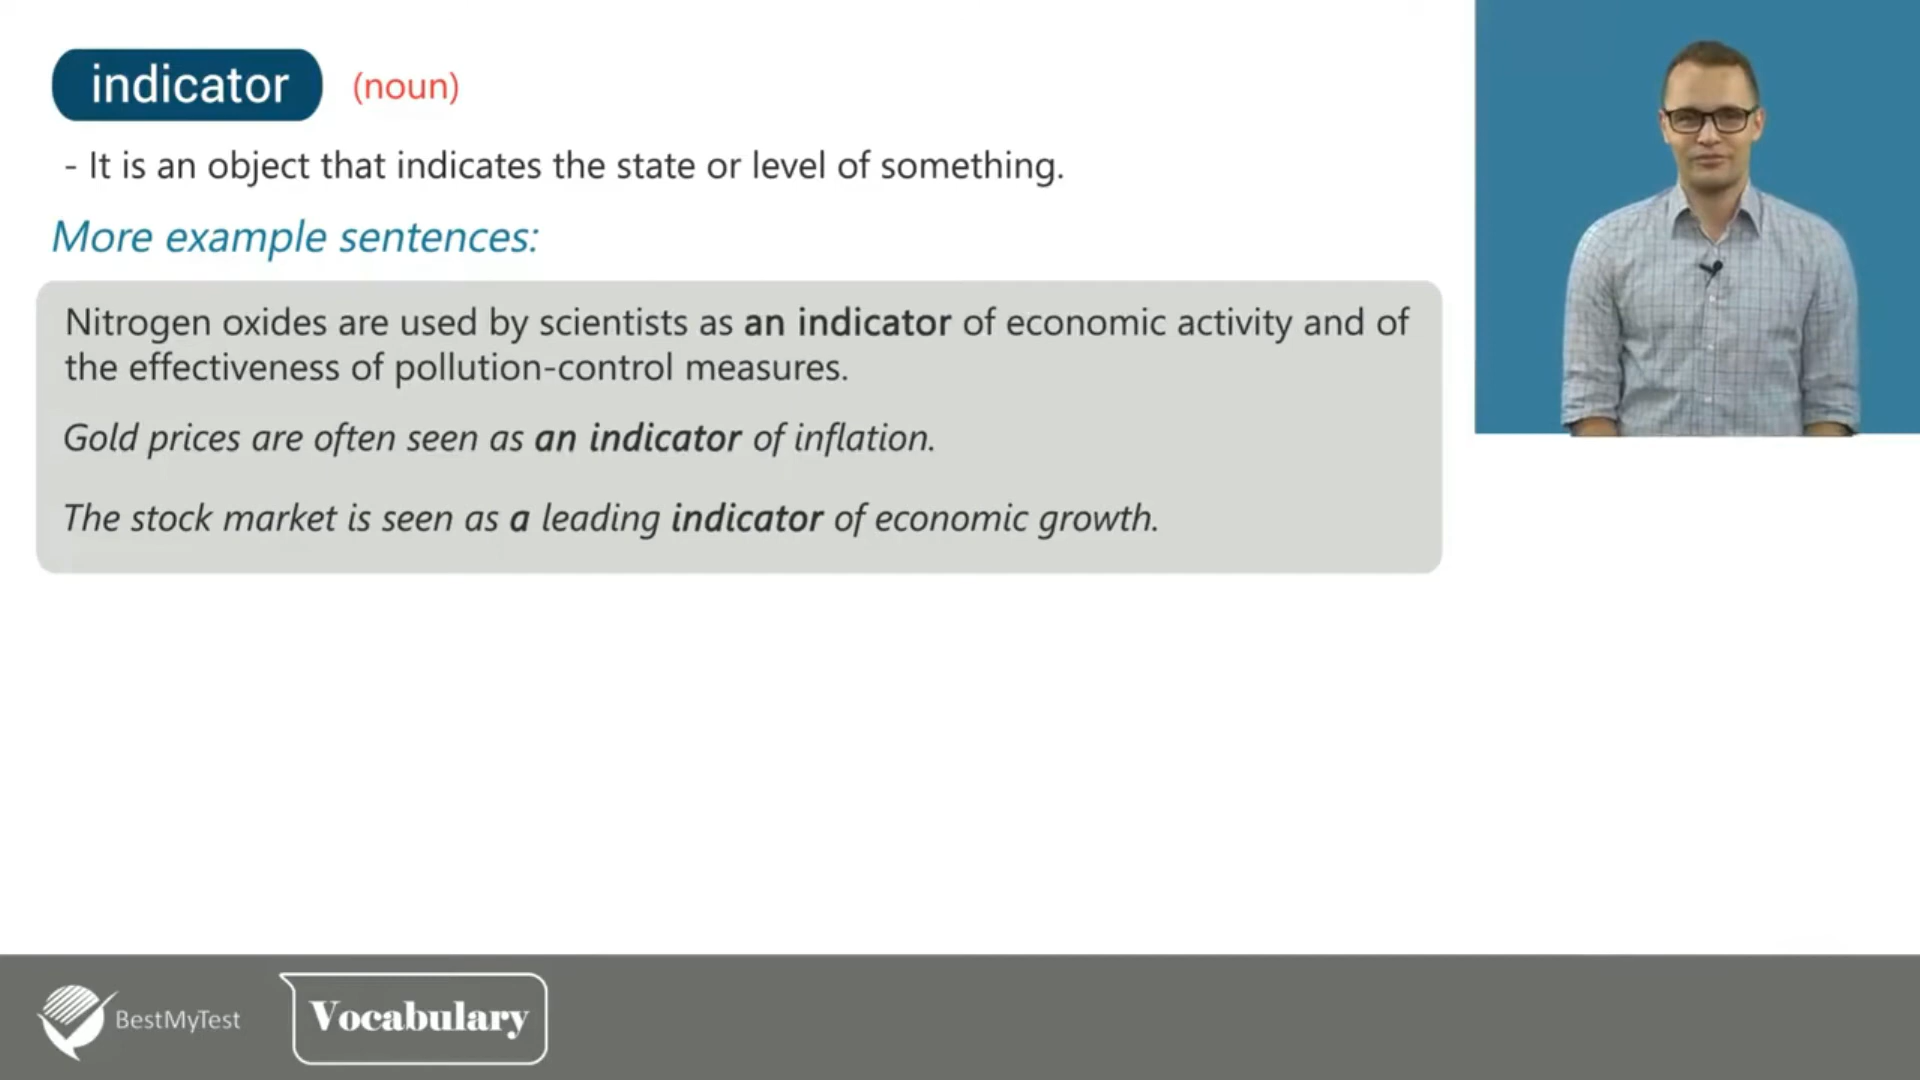 indicator (noun)
- It is an object that indicates the state or level of something.
More example sentences:
Nitrogen oxides are used by scientists as an indicator of economic activity and of
the effectiveness of pollution-control measures.
Gold prices are often seen as an indicator of inflation.
The stock market is seen as a leading indicator of economic growth.
BestMyTest
Vocabulary